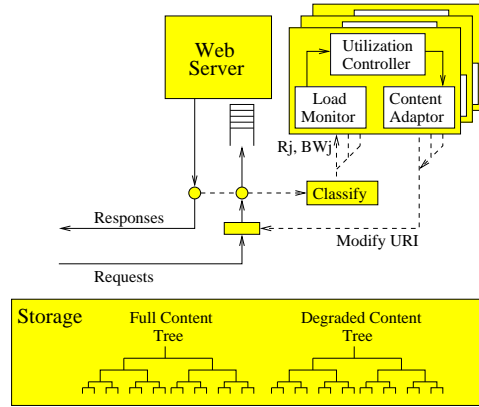 Web
Server
Utilization
Controller
Load
Monitor
Content
Adaptor
Rj, BWj
Classify
Responses
Modify URI
Requests
Storage
Full Content
Tree
Degraded Content
Tree